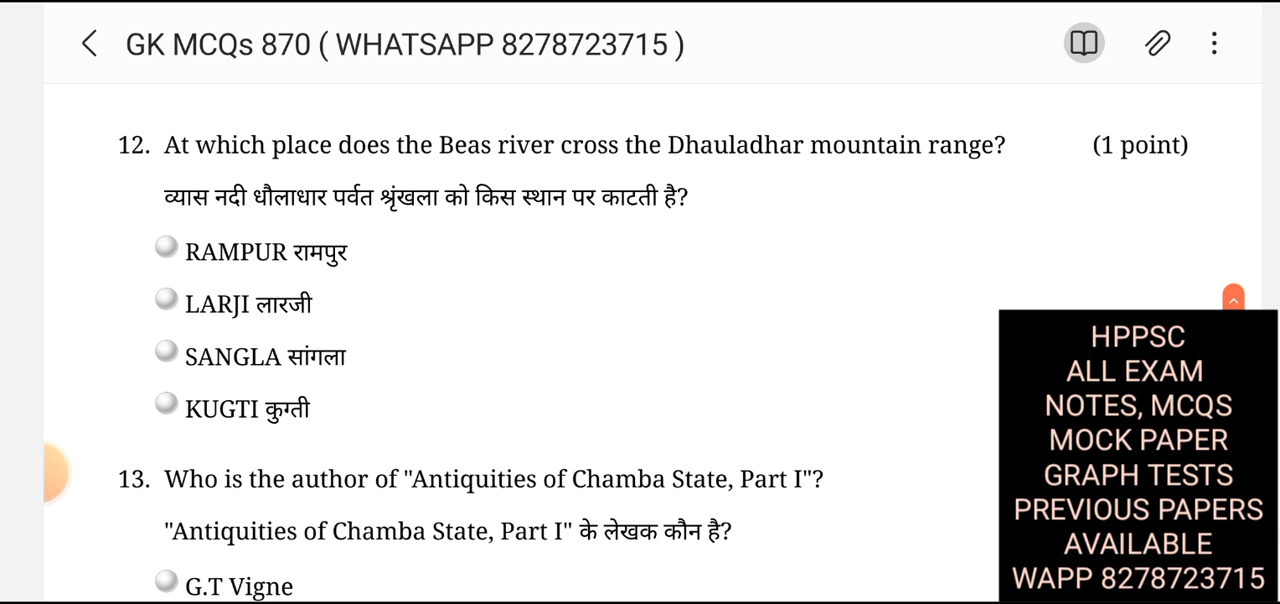 GK MCQs 870 ( WHATSAPP 8278723715 )
12. At which place does the Beas river cross the Dhauladhar mountain range? (1 point)
व्यास नदी धौलाधार पर्वत श्रृंखला को किस स्थान पर काटती है?
RAMPUR रामपुर
LARJI लारजी
SANGLA सांगला
KUGTI कुग्ती
13. Who is the author of "Antiquities of Chamba State, Part I"?
"Antiquities of Chamba State, Part I" के लेखक कौन है?
G.T Vigne
HPPSC
ALL EXAM
NOTES, MCQS
MOCK PAPER
GRAPH TESTS
PREVIOUS PAPERS
AVAILABLE
WAPP 8278723715